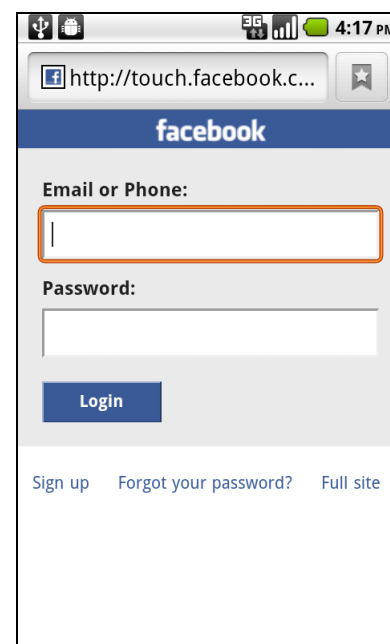 3G 4:17 PM
http://touch.facebook.c...
facebook
Email or Phone:
Password:
Login
Sign up Forgot your password? Full site